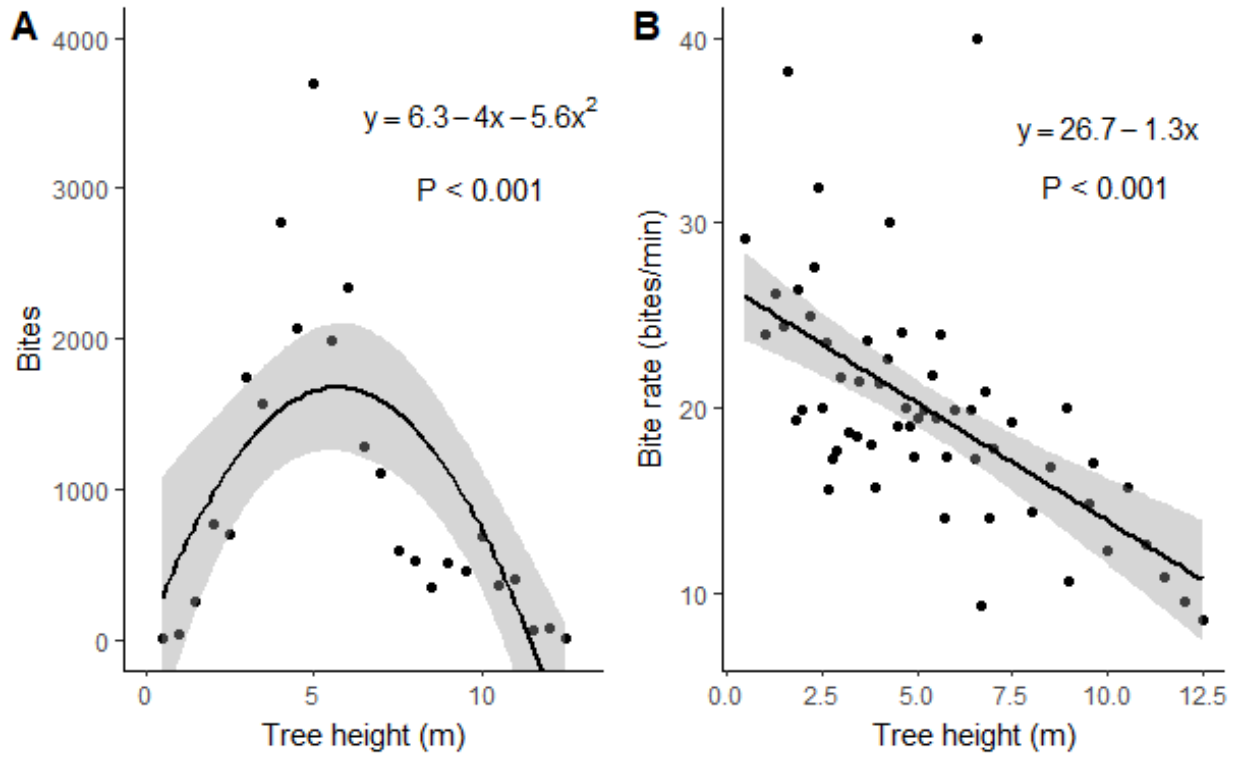 A
4000
3000
2000
1000
0
Bites
y = 6.3 − 4x − 5.6x²
P < 0.001
0
5
10
Tree height (m)
B
40
30
20
10
Bite rate (bites/min)
y = 26.7 − 1.3x
P < 0.001
0.0
2.5
5.0
7.5
10.0
12.5
Tree height (m)